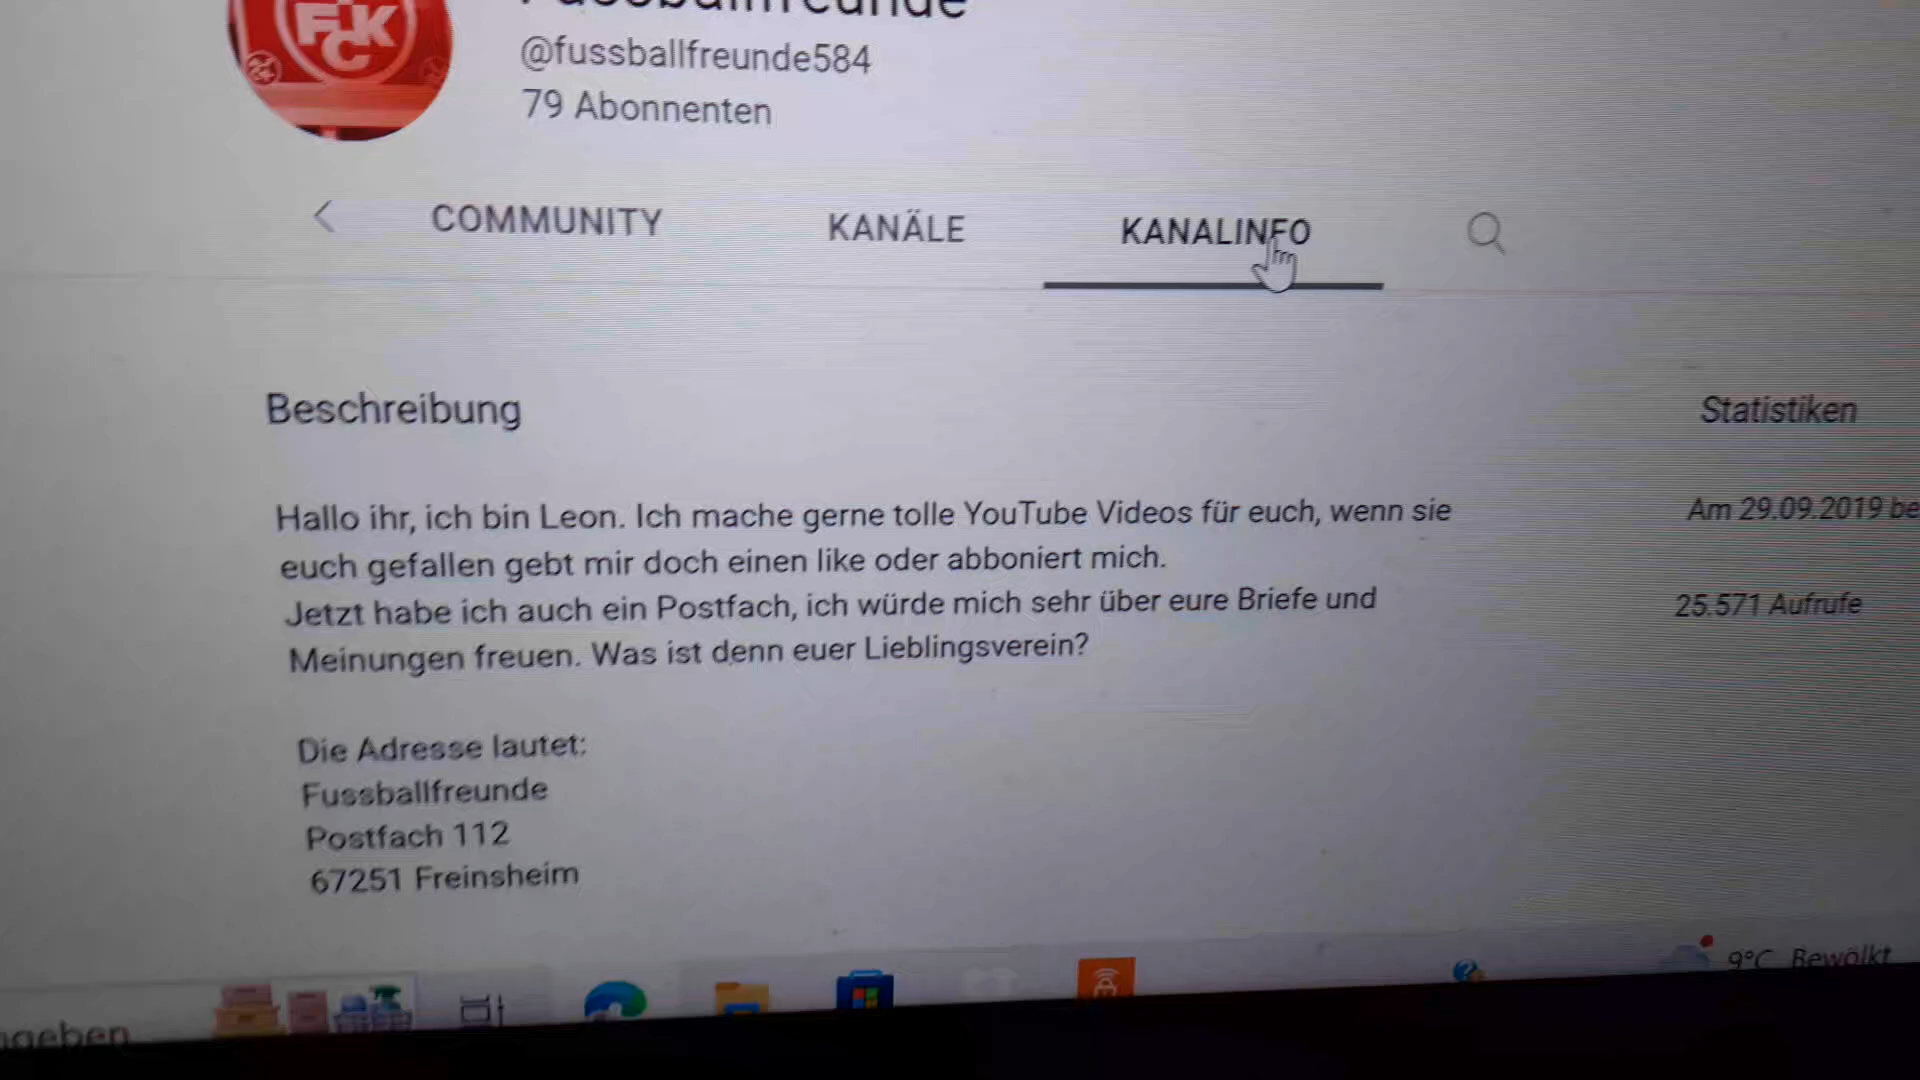 FCK
Fussballfreunde
@fussballfreunde584
79 Abonnenten
COMMUNITY KANÄLE KANALINFO
Beschreibung
Statistiken
Hallo ihr, ich bin Leon. Ich mache gerne tolle YouTube Videos für euch, wenn sie
euch gefallen gebt mir doch einen like oder abboniert mich.
Jetzt habe ich auch ein Postfach, ich würde mich sehr über eure Briefe und
Meinungen freuen. Was ist denn euer Lieblingsverein?
Am 29.09.2019 be
25.571 Aufrufe
Die Adresse lautet:
Fussballfreunde
Postfach 112
67251 Freinsheim
9°C Bewölkt